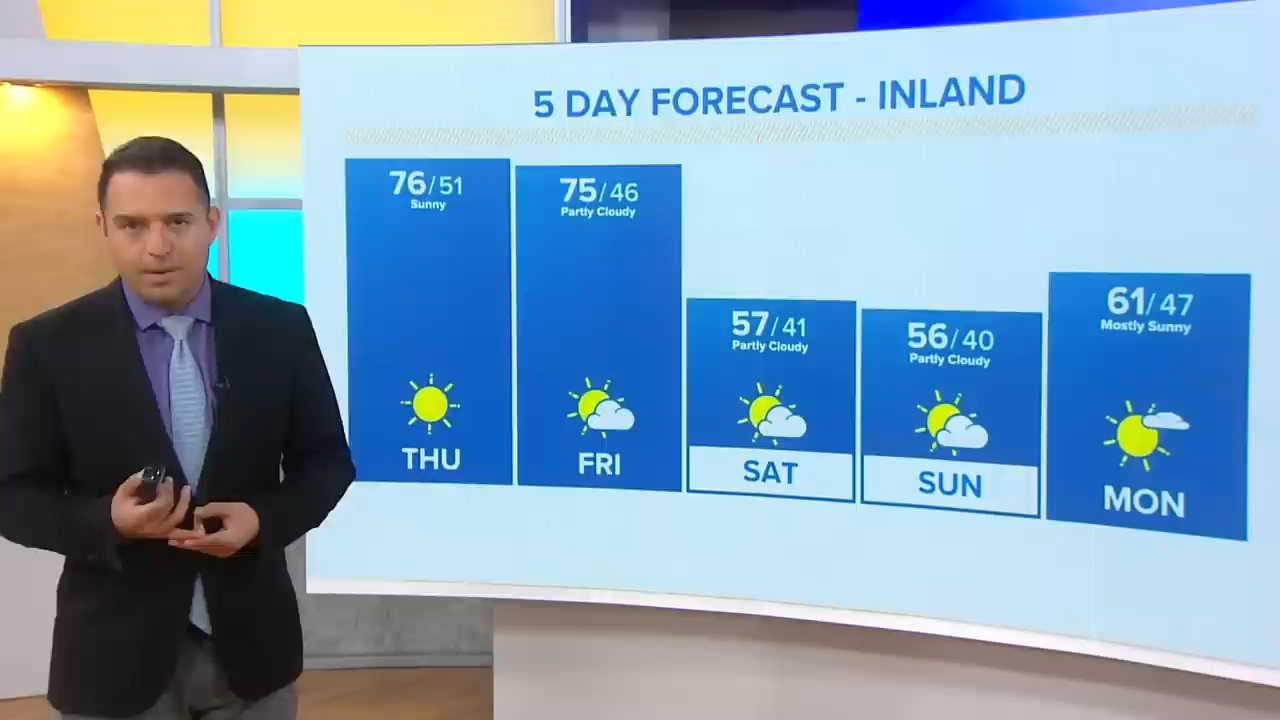 5 DAY FORECAST - INLAND
76/51
Sunny
THU
75/46
Partly Cloudy
FRI
57/41
Partly Cloudy
SAT
56/40
Partly Cloudy
SUN
61/47
Mostly Sunny
MON